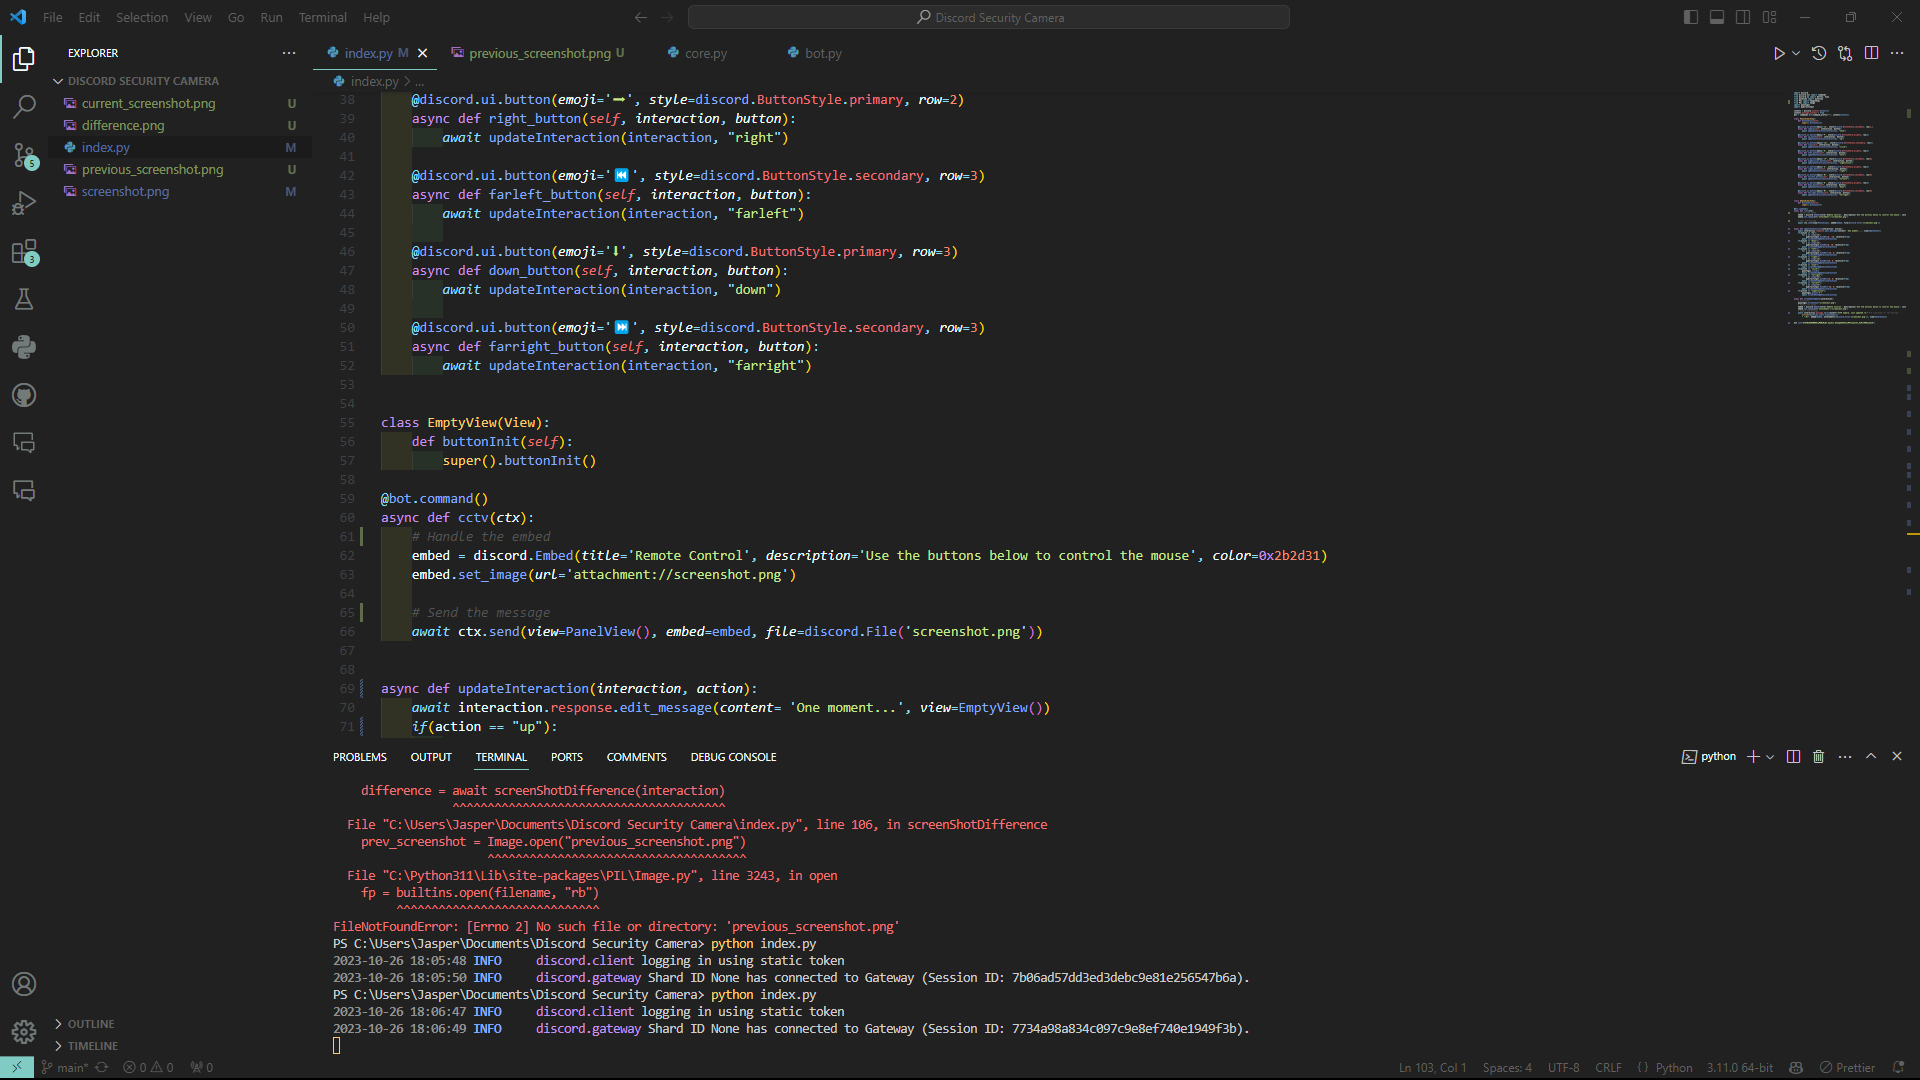 File Edit Selection View Go Run Terminal Help
Discord Security Camera
EXPLORER
index.py M
previous_screenshot.png U
core.py
bot.py
DISCORD SECURITY CAMERA
current_screenshot.png U
difference.png U
index.py M
previous_screenshot.png U
screenshot.png M
5
3
OUTLINE
TIMELINE
index.py > ...
38 @discord.ui.button(emoji='➡', style=discord.ButtonStyle.primary, row=2)
39 async def right_button(self, interaction, button):
40 await updateInteraction(interaction, "right")
41
42 @discord.ui.button(emoji='⏪', style=discord.ButtonStyle.secondary, row=3)
43 async def farleft_button(self, interaction, button):
44 await updateInteraction(interaction, "farleft")
45
46 @discord.ui.button(emoji='⬇', style=discord.ButtonStyle.primary, row=3)
47 async def down_button(self, interaction, button):
48 await updateInteraction(interaction, "down")
49
50 @discord.ui.button(emoji='⏩', style=discord.ButtonStyle.secondary, row=3)
51 async def farright_button(self, interaction, button):
52 await updateInteraction(interaction, "farright")
53
54
55 class EmptyView(View):
56 def buttonInit(self):
57 super().buttonInit()
58
59 @bot.command()
60 async def cctv(ctx):
61 # Handle the embed
62 embed = discord.Embed(title='Remote Control', description='Use the buttons below to control the mouse', color=0x2b2d31)
63 embed.set_image(url='attachment://screenshot.png')
64
65 # Send the message
66 await ctx.send(view=PanelView(), embed=embed, file=discord.File('screenshot.png'))
67
68
69 async def updateInteraction(interaction, action):
70 await interaction.response.edit_message(content= 'One moment...', view=EmptyView())
71 if(action == "up"):
PROBLEMS OUTPUT TERMINAL PORTS COMMENTS DEBUG CONSOLE
python
difference = await screenShotDifference(interaction)
^^^^^^^^^^^^^^^^^^^^^^^^^^^^^^^^^^^^^^^
File "C:\Users\Jasper\Documents\Discord Security Camera\index.py", line 106, in screenShotDifference
prev_screenshot = Image.open("previous_screenshot.png")
^^^^^^^^^^^^^^^^^^^^^^^^^^^^^^^^^^^^^
File "C:\Python311\Lib\site-packages\PIL\Image.py", line 3243, in open
fp = builtins.open(filename, "rb")
^^^^^^^^^^^^^^^^^^^^^^^^^^^^^
FileNotFoundError: [Errno 2] No such file or directory: 'previous_screenshot.png'
PS C:\Users\Jasper\Documents\Discord Security Camera> python index.py
2023-10-26 18:05:48 INFO discord.client logging in using static token
2023-10-26 18:05:50 INFO discord.gateway Shard ID None has connected to Gateway (Session ID: 7b06ad57dd3ed3debc9e81e256547b6a).
PS C:\Users\Jasper\Documents\Discord Security Camera> python index.py
2023-10-26 18:06:47 INFO discord.client logging in using static token
2023-10-26 18:06:49 INFO discord.gateway Shard ID None has connected to Gateway (Session ID: 7734a98a834c097c9e8ef740e1949f3b).
main* 0 0 0
Ln 103, Col 1 Spaces: 4 UTF-8 CRLF { } Python 3.11.0 64-bit Prettier